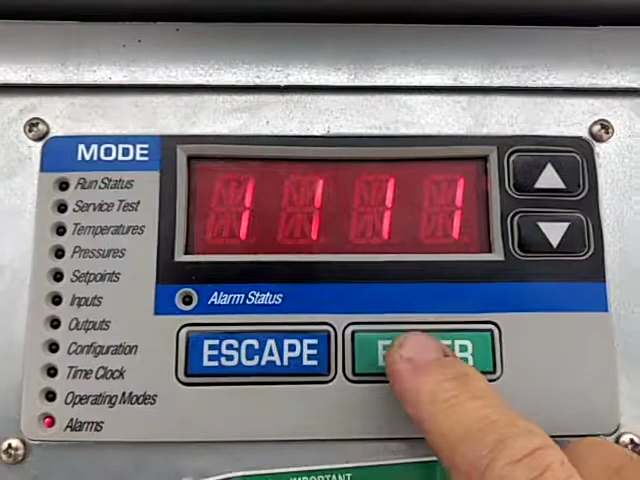 MODE
Run Status
Service Test
Temperatures
Pressures
Setpoints
Inputs
Outputs
Configuration
Time Clock
Operating Modes
Alarms
1111
Alarm Status
ESCAPE
IMPORTANT